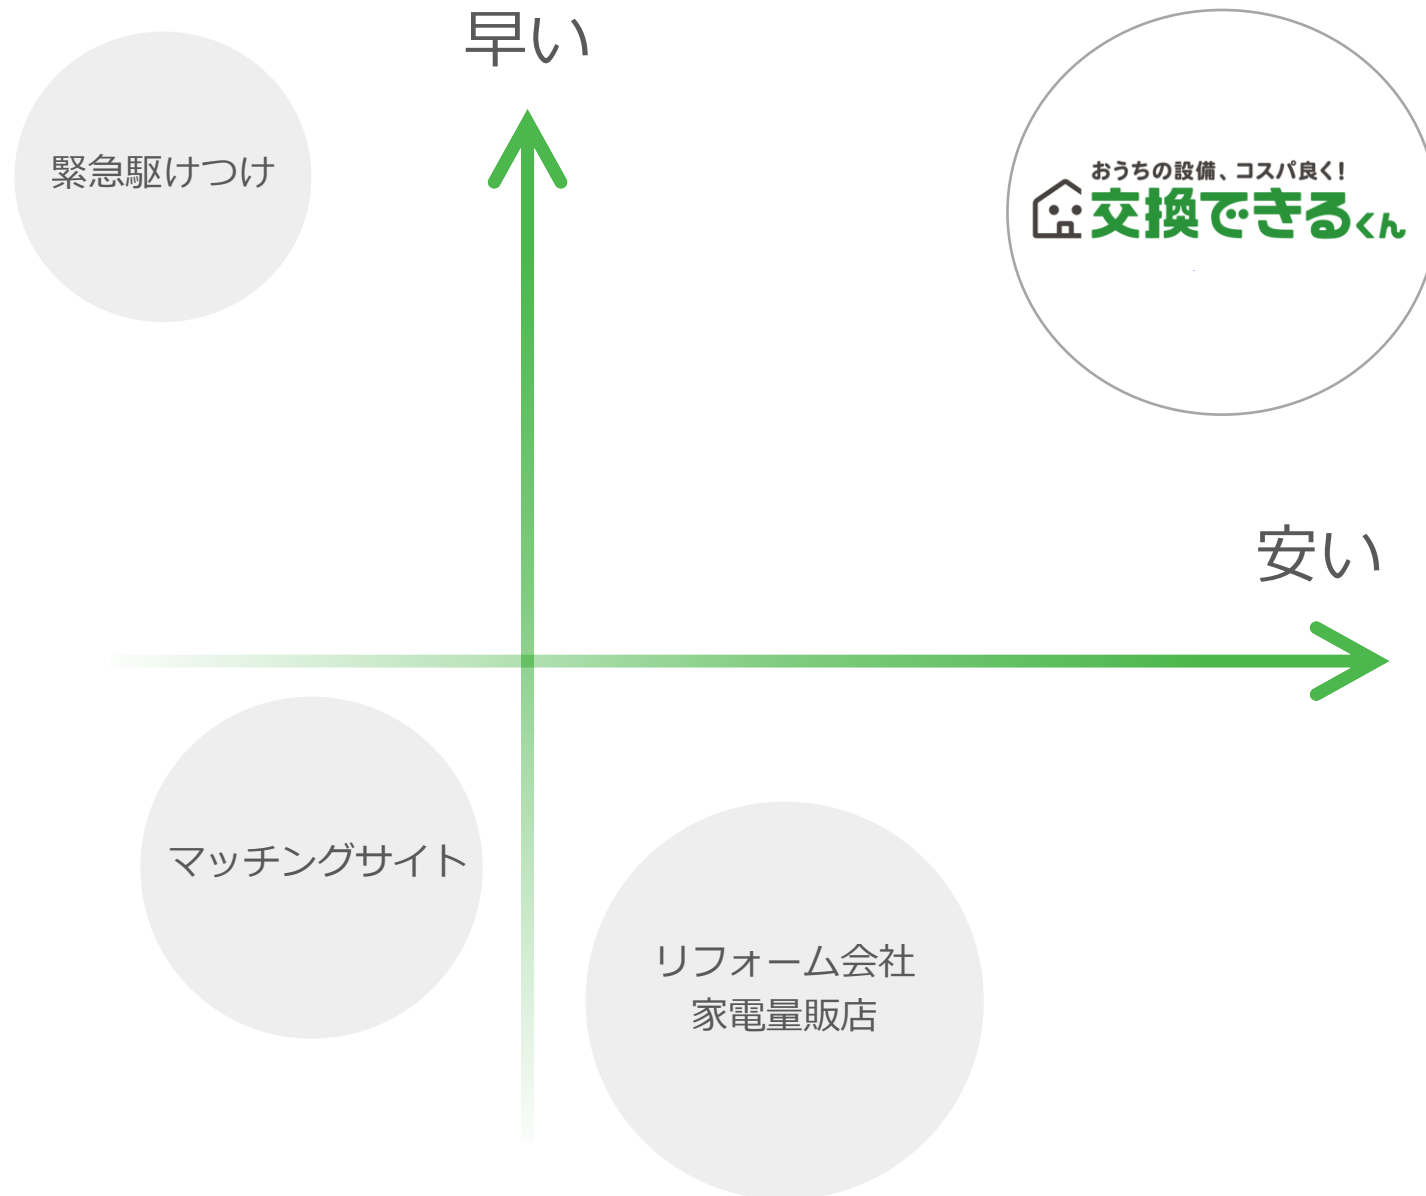 早い
緊急駆けつけ
おうちの設備、コスパ良く!
交換できるくん
安い
マッチングサイト
リフォーム会社
家電量販店